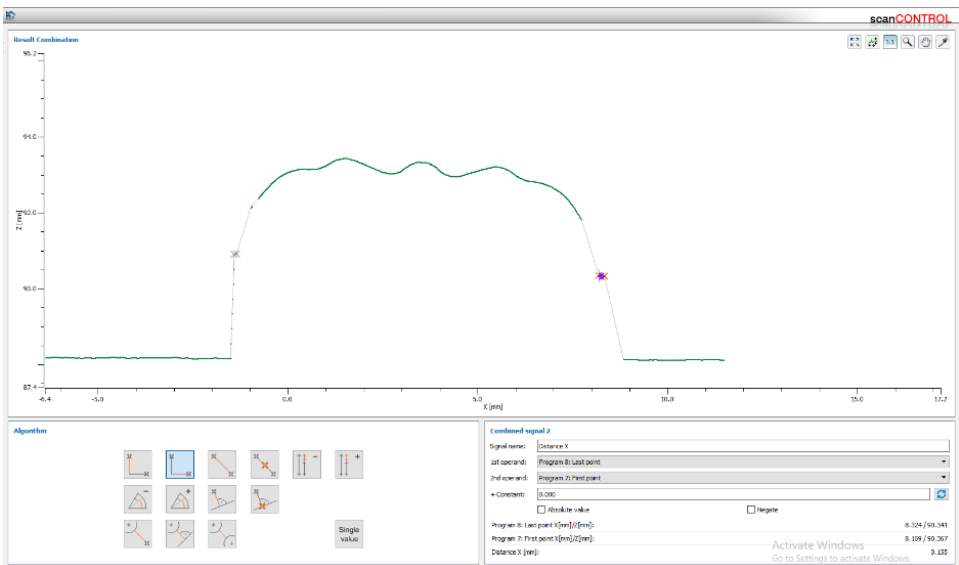 scanCONTROL
Result Combination
1:1
95.2
94.0
92.0
Z [mm]
90.0
87.4
-6.4 -5.0 0.0 5.0 10.0 15.0 17.2
X [mm]
Algorithm
Single
value
Combined signal 2
Signal name: Distance X
1st operand: Program 8: Last point
2nd operand: Program 7: First point
+ Constant: 0.000
Absolute value Negate
Program 8: Last point X[mm]/Z[mm]: 8.324 / 90.341
Program 7: First point X[mm]/Z[mm]: 8.169 / 90.367
Distance X [mm]: 0.155
Activate Windows
Go to Settings to activate Windows.